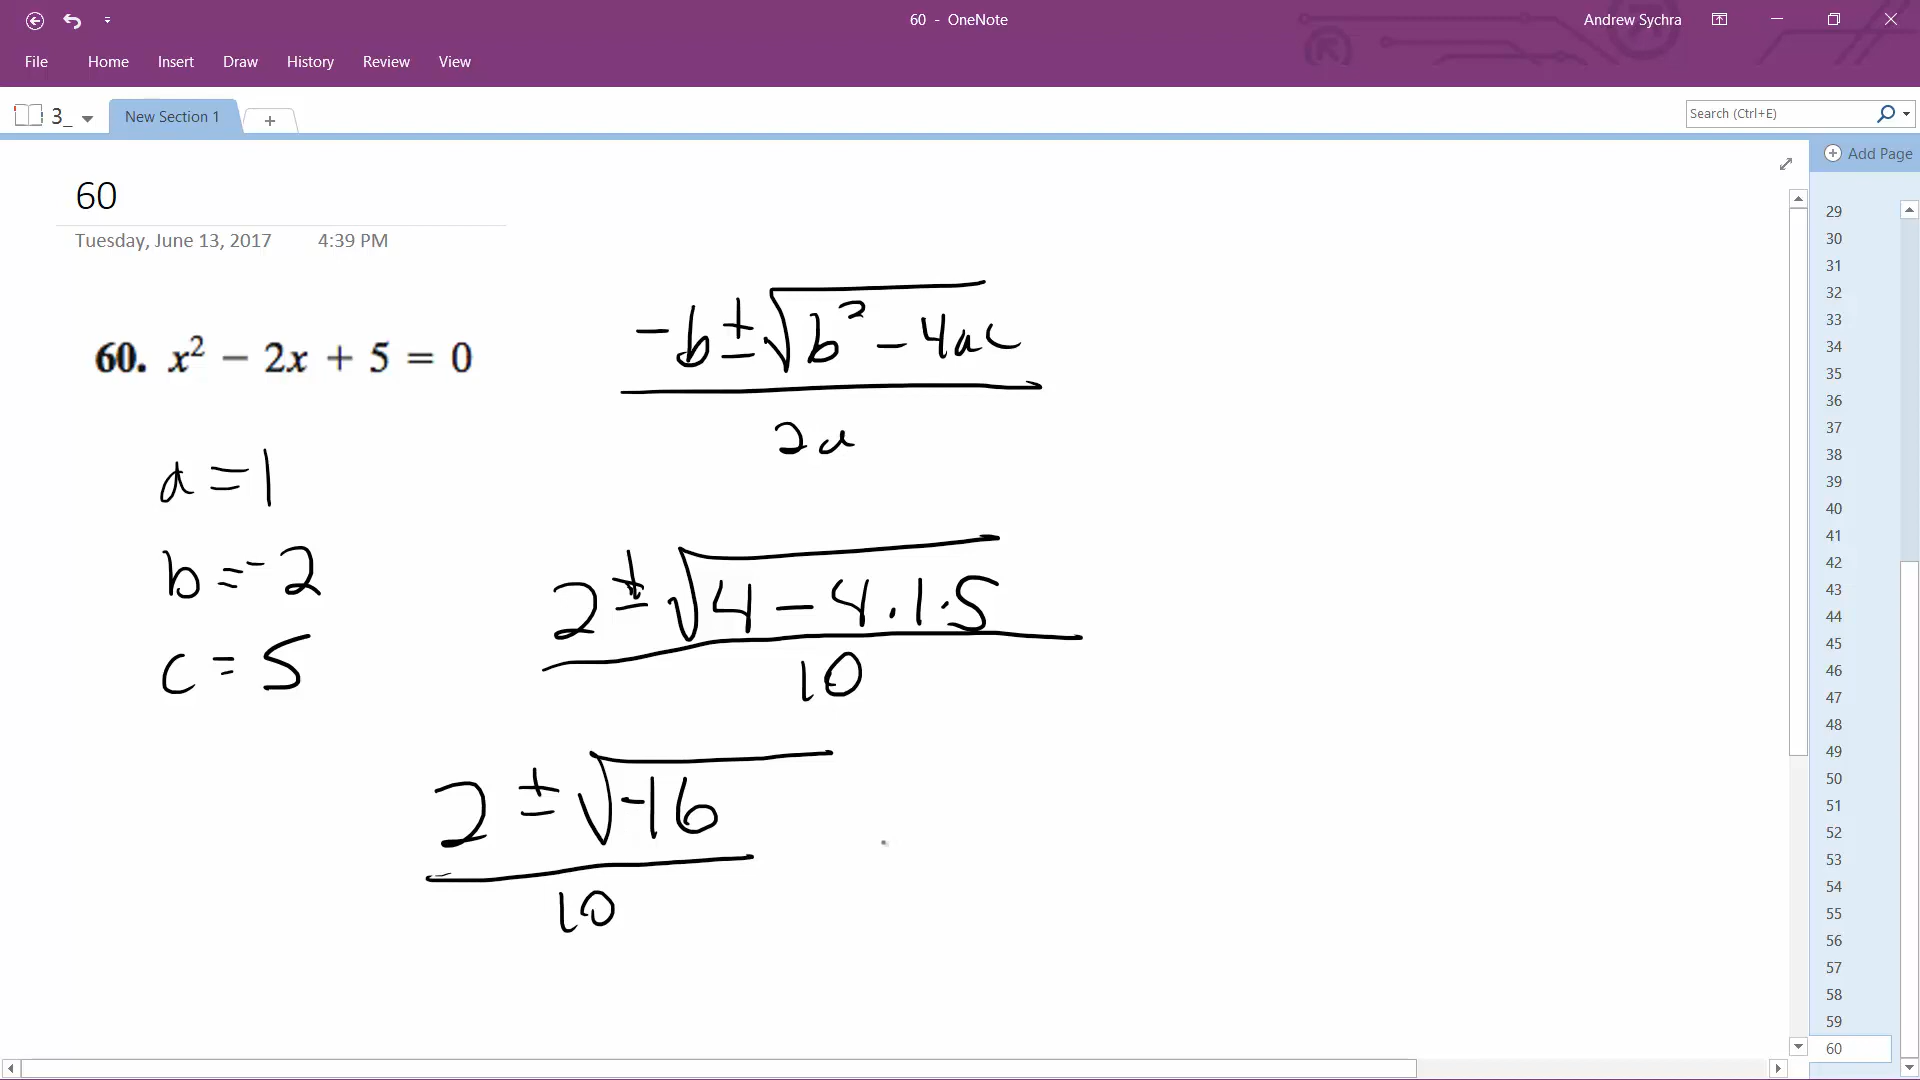 60 - OneNote
Andrew Sychra
File Home Insert Draw History Review View
3_ New Section 1 +
Search (Ctrl+E)
Add Page
60
Tuesday, June 13, 2017 4:39 PM
60. x² − 2x + 5 = 0
-b ± √b² - 4ac
2a
a = 1
b = -2
c = 5
2 ± √4 - 4·1·5
10
2 ± √-16
10
29
30
31
32
33
34
35
36
37
38
39
40
41
42
43
44
45
46
47
48
49
50
51
52
53
54
55
56
57
58
59
60